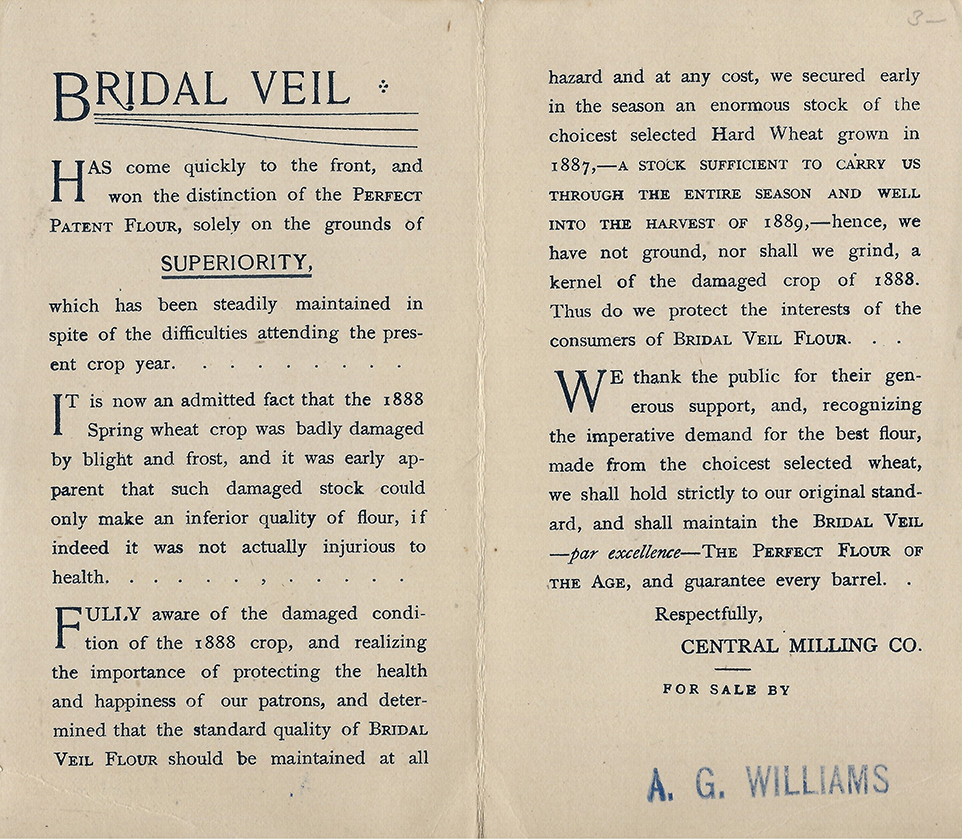 BRIDAL VEIL
HAS come quickly to the front, and
won the distinction of the PERFECT
PATENT FLOUR, solely on the grounds of
SUPERIORITY,
which has been steadily maintained in
spite of the difficulties attending the pres-
ent crop year. . . . . . . . .
IT is now an admitted fact that the 1888
Spring wheat crop was badly damaged
by blight and frost, and it was early ap-
parent that such damaged stock could
only make an inferior quality of flour, if
indeed it was not actually injurious to
health. . . . . . , . . . . .
FULLY aware of the damaged condi-
tion of the 1888 crop, and realizing
the importance of protecting the health
and happiness of our patrons, and deter-
mined that the standard quality of BRIDAL
VEIL FLOUR should be maintained at all
3—
hazard and at any cost, we secured early
in the season an enormous stock of the
choicest selected Hard Wheat grown in
1887,—A STOCK SUFFICIENT TO CARRY US
THROUGH THE ENTIRE SEASON AND WELL
INTO THE HARVEST OF 1889,—hence, we
have not ground, nor shall we grind, a
kernel of the damaged crop of 1888.
Thus do we protect the interests of the
consumers of BRIDAL VEIL FLOUR. . .
WE thank the public for their gen-
erous support, and, recognizing
the imperative demand for the best flour,
made from the choicest selected wheat,
we shall hold strictly to our original stand-
ard, and shall maintain the BRIDAL VEIL
—par excellence—THE PERFECT FLOUR OF
THE AGE, and guarantee every barrel. .
Respectfully,
CENTRAL MILLING CO.
FOR SALE BY
A. G. WILLIAMS